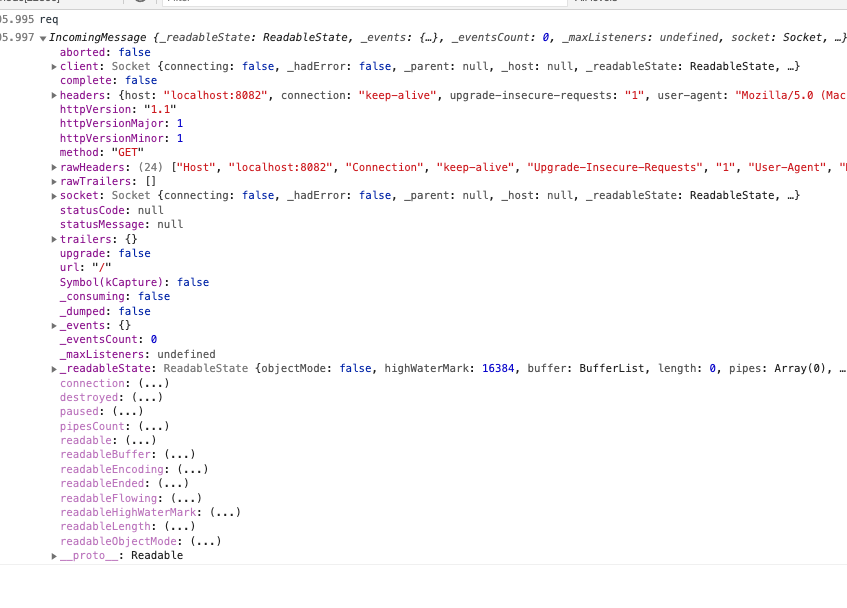 05.995 req
05.997 IncomingMessage {_readableState: ReadableState, _events: {…}, _eventsCount: 0, _maxListeners: undefined, socket: Socket, …}
aborted: false
client: Socket {connecting: false, _hadError: false, _parent: null, _host: null, _readableState: ReadableState, …}
complete: false
headers: {host: "localhost:8082", connection: "keep-alive", upgrade-insecure-requests: "1", user-agent: "Mozilla/5.0 (Mac
httpVersion: "1.1"
httpVersionMajor: 1
httpVersionMinor: 1
method: "GET"
rawHeaders: (24) ["Host", "localhost:8082", "Connection", "keep-alive", "Upgrade-Insecure-Requests", "1", "User-Agent", "
rawTrailers: []
socket: Socket {connecting: false, _hadError: false, _parent: null, _host: null, _readableState: ReadableState, …}
statusCode: null
statusMessage: null
trailers: {}
upgrade: false
url: "/"
Symbol(kCapture): false
_consuming: false
_dumped: false
_events: {}
_eventsCount: 0
_maxListeners: undefined
_readableState: ReadableState {objectMode: false, highWaterMark: 16384, buffer: BufferList, length: 0, pipes: Array(0), …
connection: (...)
destroyed: (...)
paused: (...)
pipesCount: (...)
readable: (...)
readableBuffer: (...)
readableEncoding: (...)
readableEnded: (...)
readableFlowing: (...)
readableHighWaterMark: (...)
readableLength: (...)
readableObjectMode: (...)
__proto__: Readable